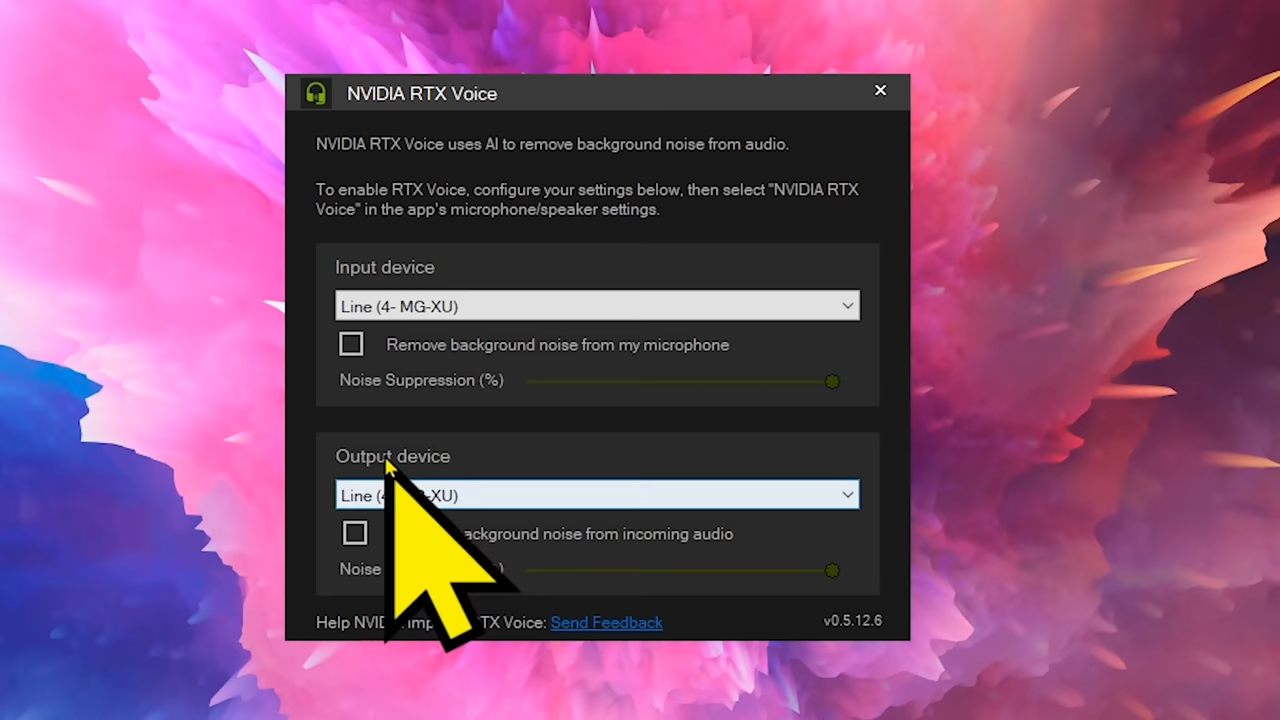 NVIDIA RTX Voice
NVIDIA RTX Voice uses AI to remove background noise from audio.
To enable RTX Voice, configure your settings below, then select "NVIDIA RTX
Voice" in the app's microphone/speaker settings.
Input device
Line (4- MG-XU)
Remove background noise from my microphone
Noise Suppression (%)
Output device
Line (4 -XU)
ackground noise from incoming audio
Noise )
Help NVID imp TX Voice: Send Feedback
v0.5.12.6